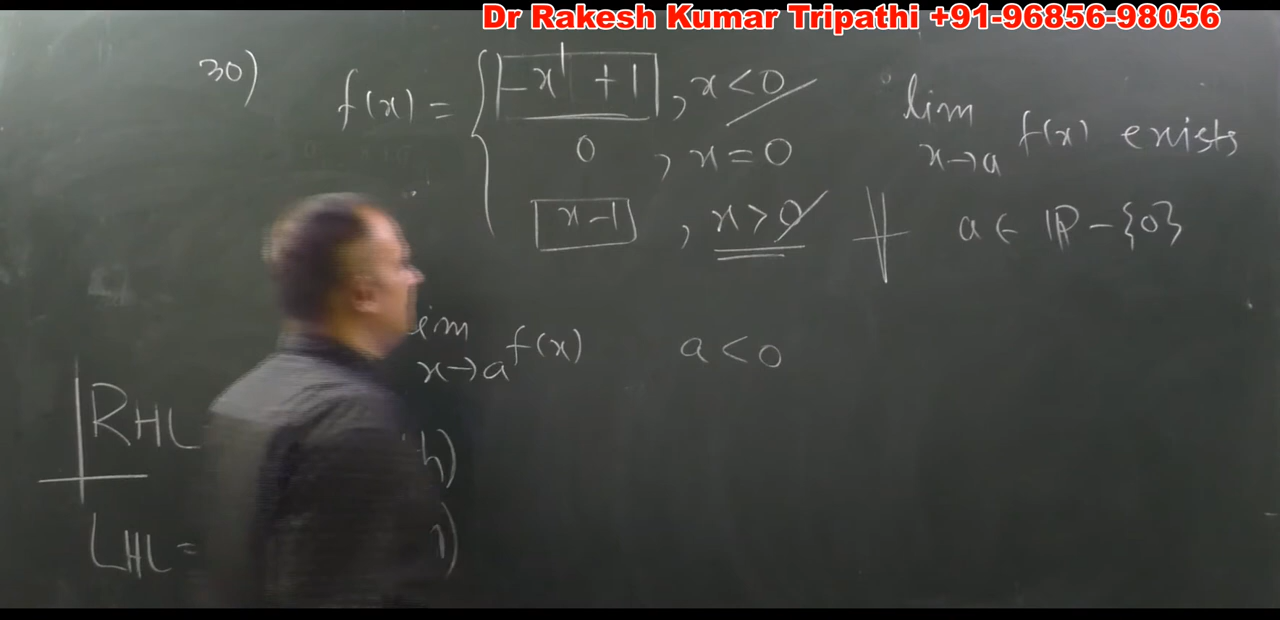 Dr Rakesh Kumar Tripathi +91-96856-98056
30) f(x) = { -x + 1 , x < 0
0 , x = 0
x - 1 , x > 0
lim x→a f(x) exists
a ∈ ℝ - {0}
lim x→a f(x) a < 0
RHL h)
LHL =